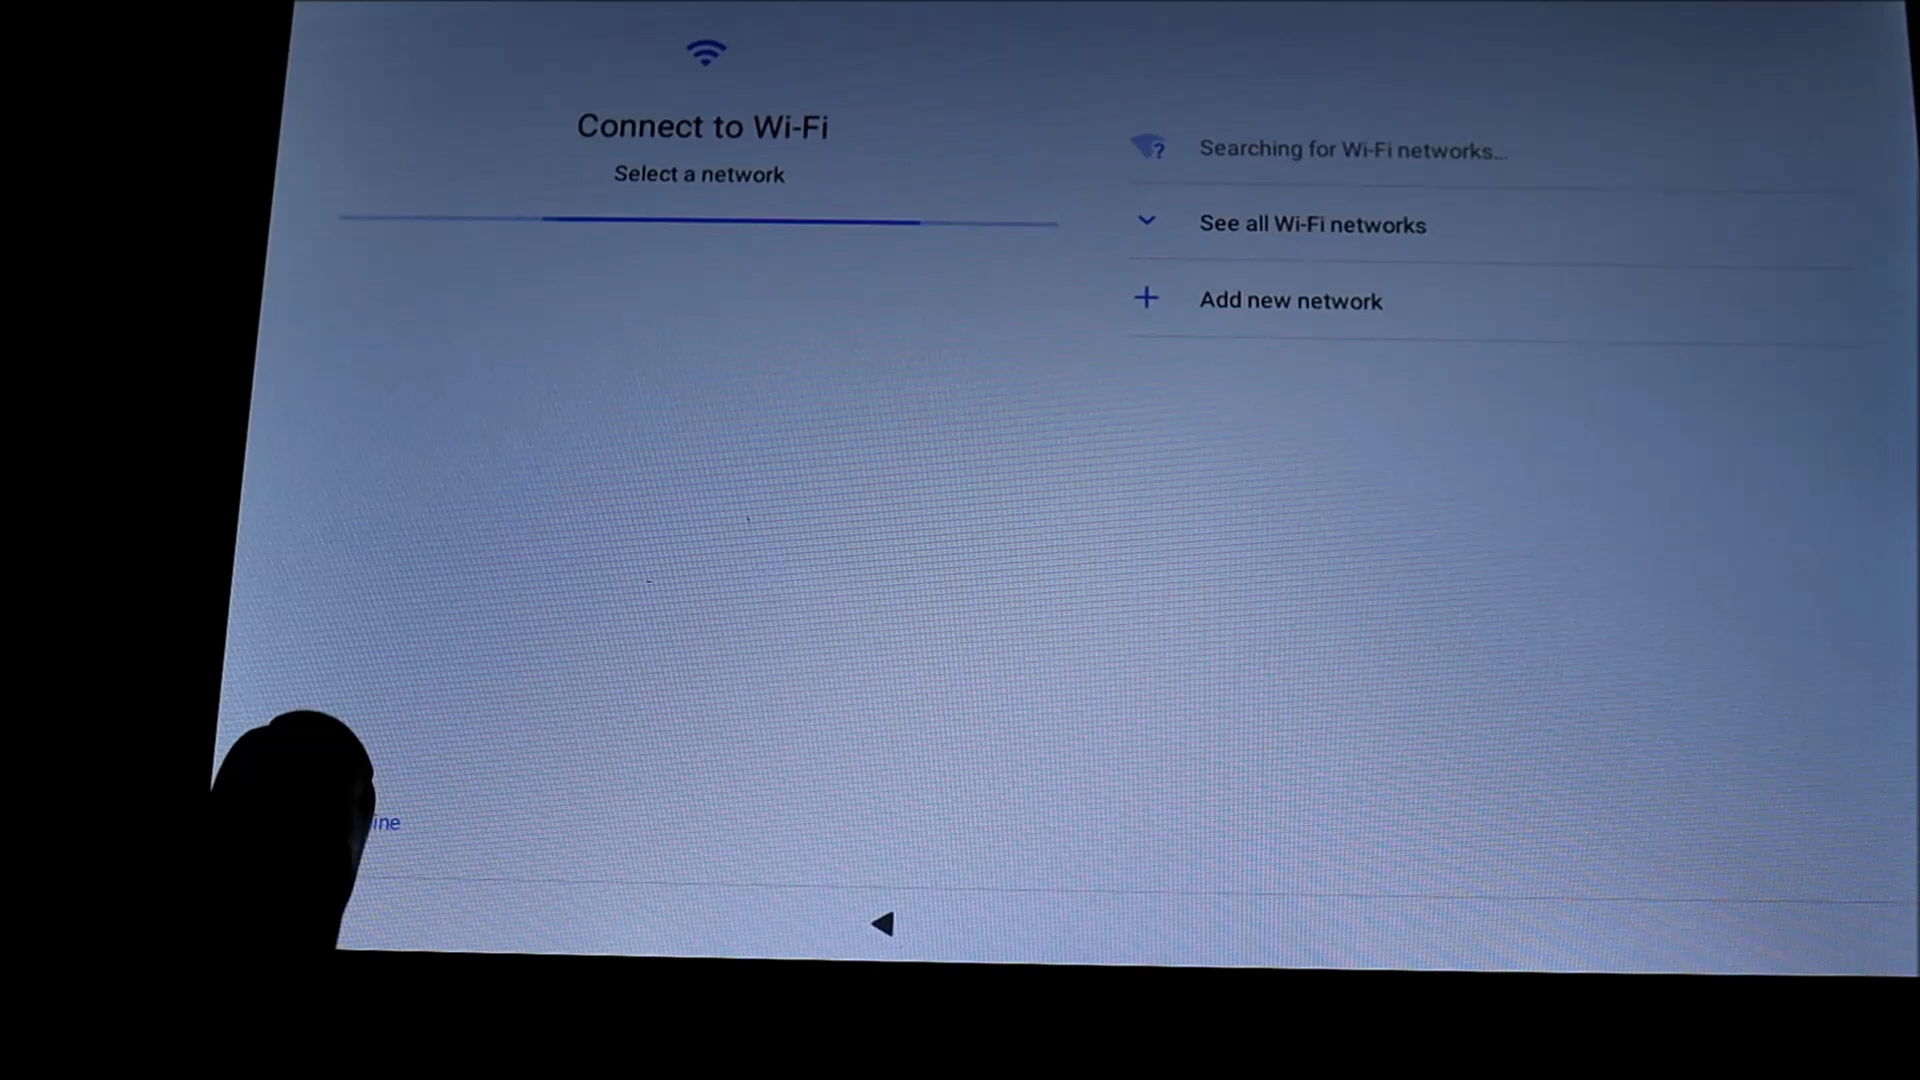 Connect to Wi-Fi
Select a network
Searching for Wi-Fi networks...
See all Wi-Fi networks
Add new network